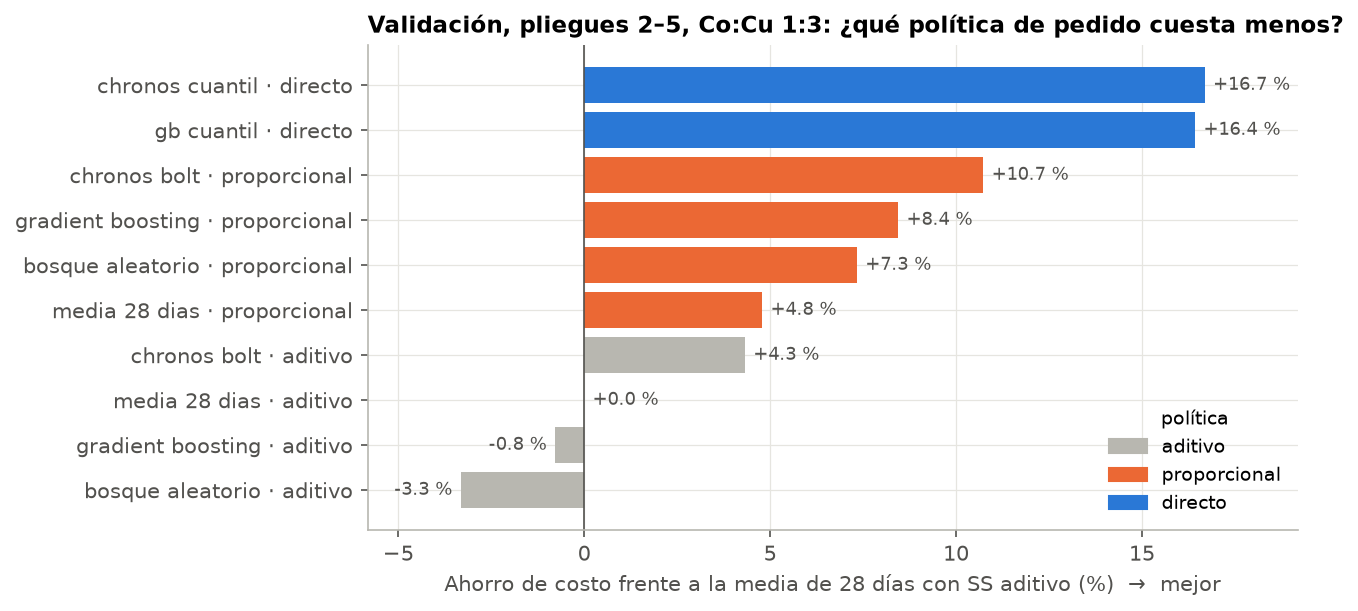 Validación, pliegues 2–5, Co:Cu 1:3: ¿qué política de pedido cuesta menos?
chronos cuantil · directo
+16.7 %
gb cuantil · directo
+16.4 %
chronos bolt · proporcional
+10.7 %
gradient boosting · proporcional
+8.4 %
bosque aleatorio · proporcional
+7.3 %
media 28 dias · proporcional
+4.8 %
chronos bolt · aditivo
+4.3 %
media 28 dias · aditivo
+0.0 %
gradient boosting · aditivo
-0.8 %
bosque aleatorio · aditivo
-3.3 %
política
aditivo
proporcional
directo
−5 0 5 10 15
Ahorro de costo frente a la media de 28 días con SS aditivo (%) → mejor